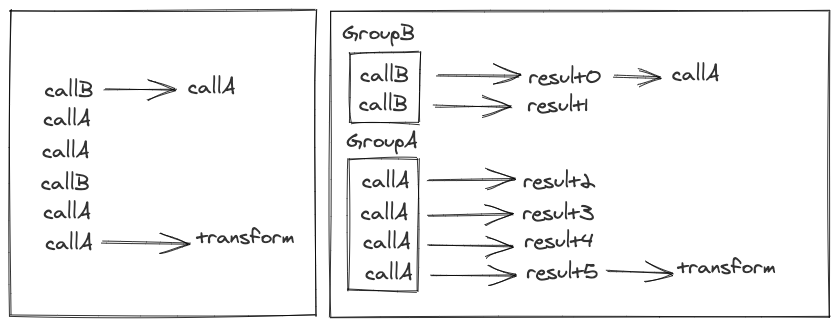 callB callA
callA
callA
callB
callA
callA transform
GroupB
callB result0 callA
callB result1
GroupA
callA result2
callA result3
callA result4
callA result5 transform